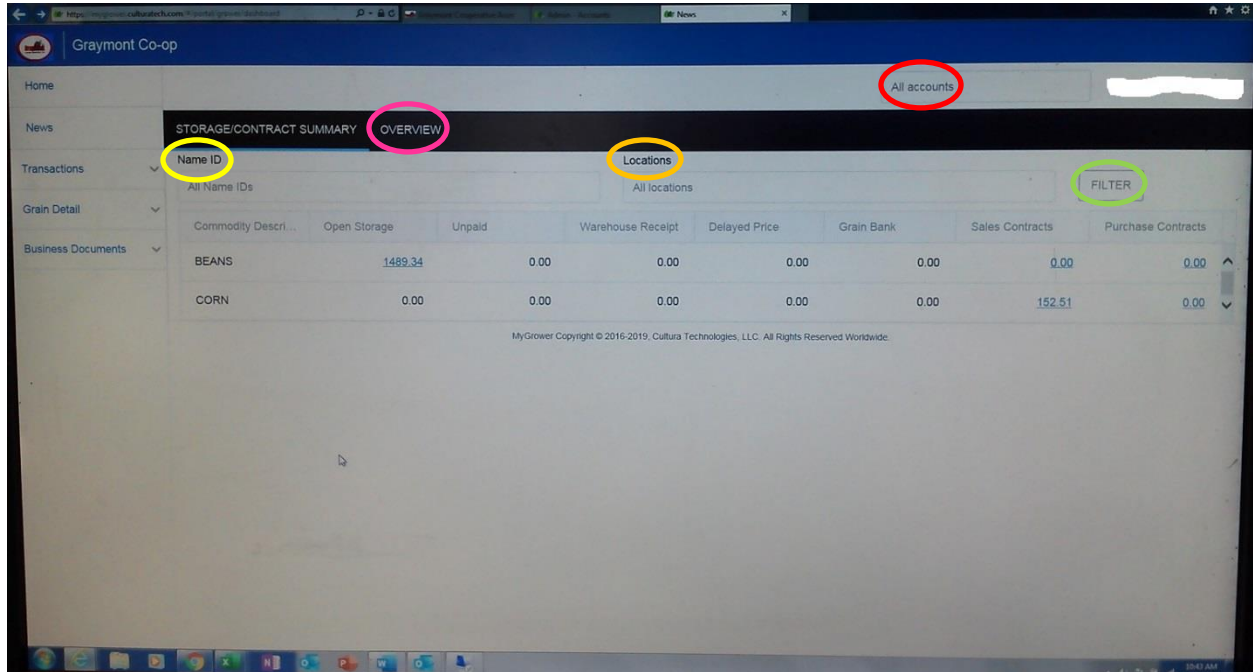 News ×
Graymont Co-op
Home
All accounts
News
STORAGE/CONTRACT SUMMARY OVERVIEW
Transactions
Name ID Locations
All Name IDs All locations FILTER
Grain Detail
Commodity Descri... Open Storage Unpaid Warehouse Receipt Delayed Price Grain Bank Sales Contracts Purchase Contracts
Business Documents
BEANS 1489.34 0.00 0.00 0.00 0.00 0.00 0.00
CORN 0.00 0.00 0.00 0.00 0.00 152.51 0.00
MyGrower Copyright © 2016-2019, Cultura Technologies, LLC. All Rights Reserved Worldwide.
10:43 AM